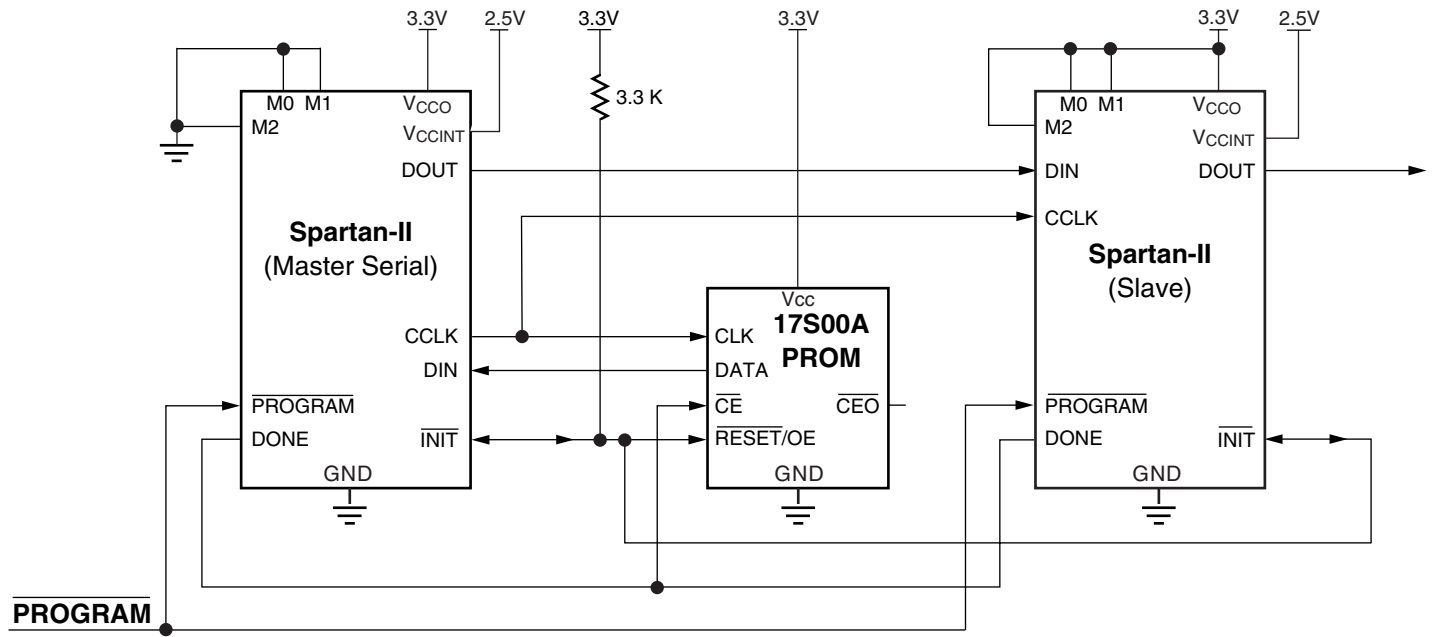 3.3V 2.5V 3.3V 3.3V 3.3V 2.5V
3.3 K
M0 M1
VCCO
M2
VCCINT
DOUT
Spartan-II
(Master Serial)
CCLK
DIN
PROGRAM
DONE
INIT
GND
Vcc
17S00A
PROM
CLK
DATA
CE
CEO
RESET/OE
GND
M0 M1
VCCO
M2
VCCINT
DIN
DOUT
CCLK
Spartan-II
(Slave)
PROGRAM
DONE
INIT
GND
PROGRAM